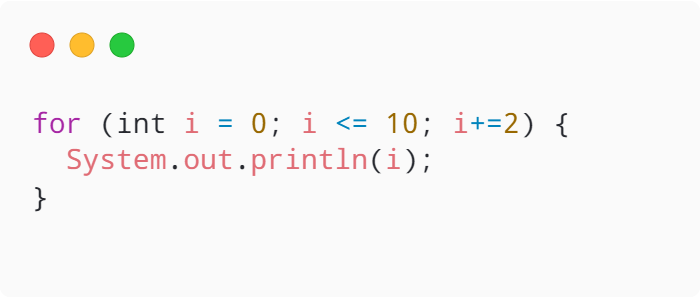 for (int i = 0; i <= 10; i+=2) {
  System.out.println(i);
}